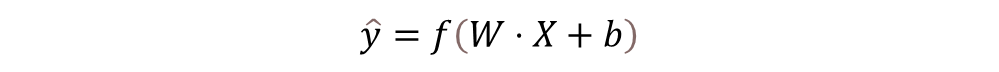 ŷ = f(W · X + b)